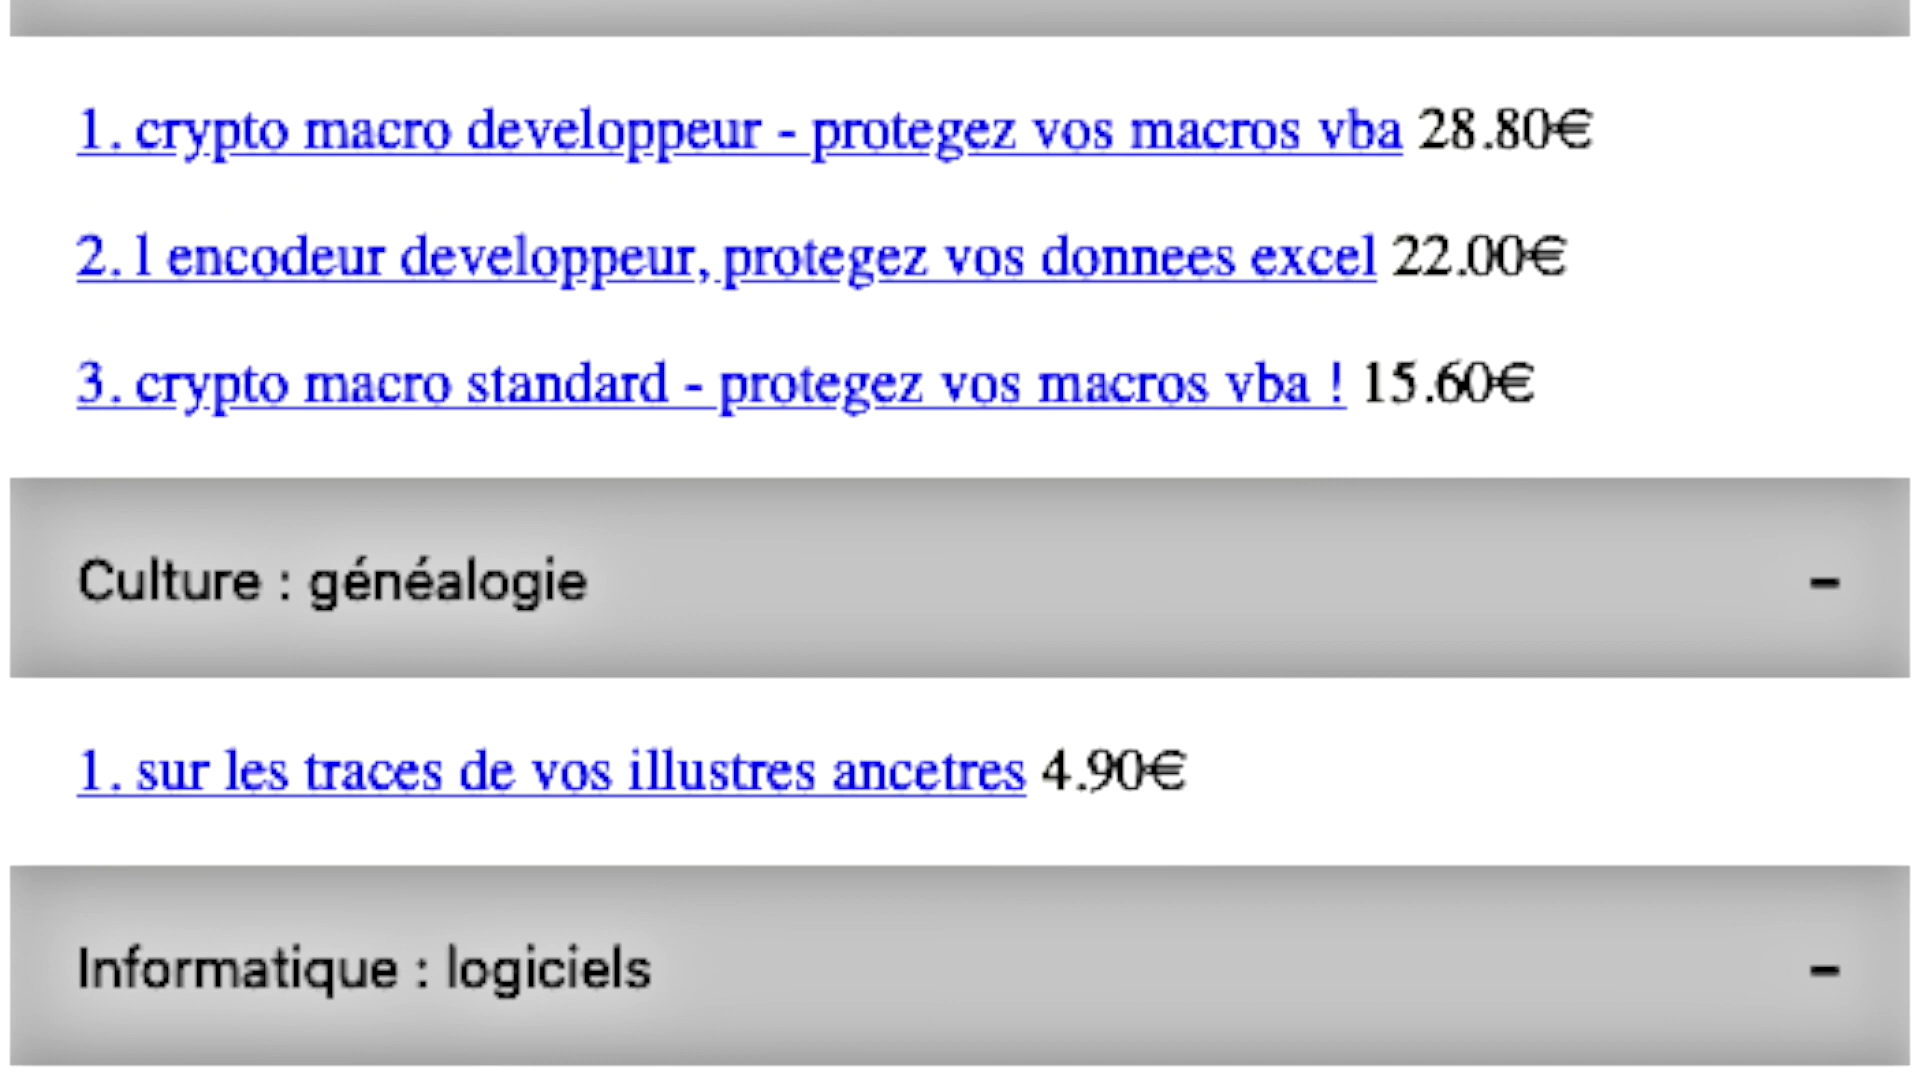 1. crypto macro developpeur - protegez vos macros vba 28.80€
2. l encodeur developpeur, protegez vos donnees excel 22.00€
3. crypto macro standard - protegez vos macros vba ! 15.60€
Culture : généalogie -
1. sur les traces de vos illustres ancetres 4.90€
Informatique : logiciels -